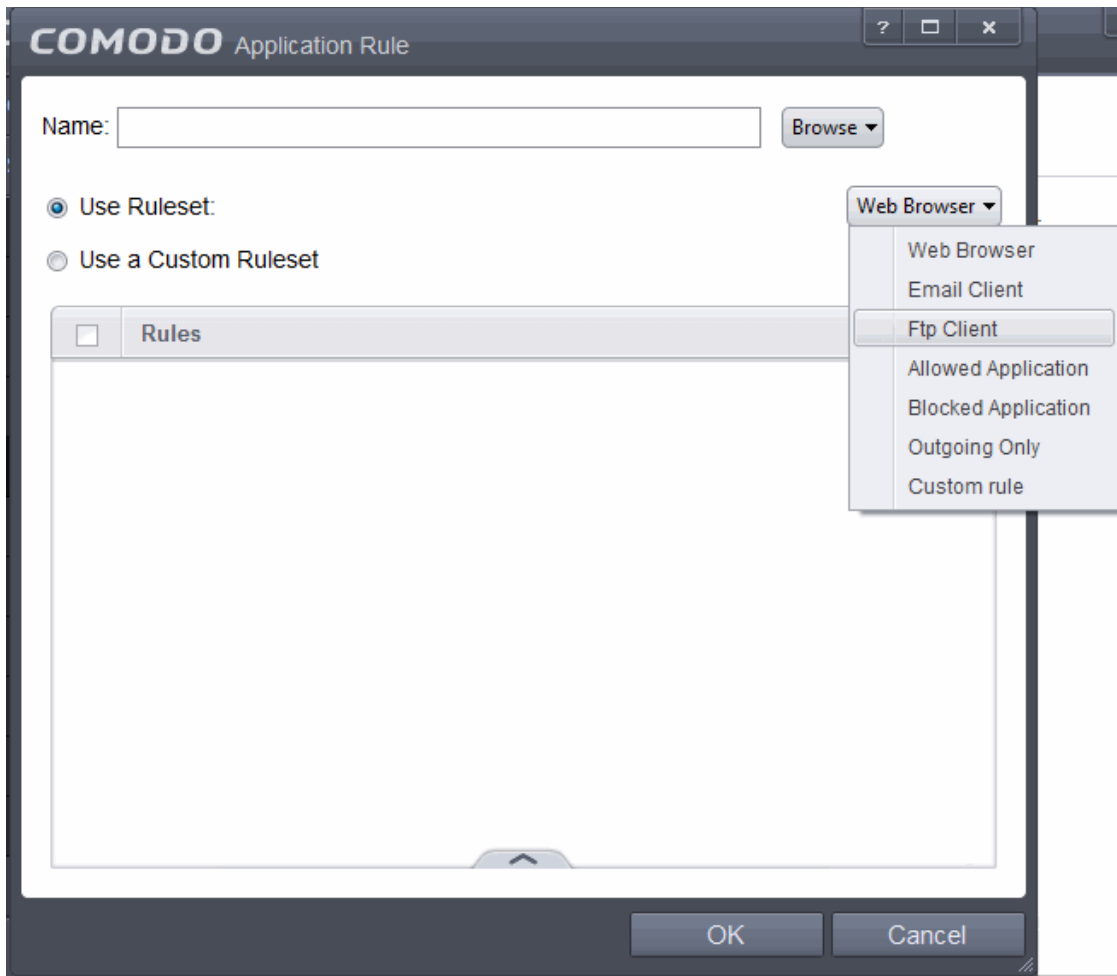 COMODO Application Rule
?
x
Name:
Browse
Use Ruleset:
Web Browser
Use a Custom Ruleset
Web Browser
Email Client
Ftp Client
Allowed Application
Blocked Application
Outgoing Only
Custom rule
Rules
OK
Cancel